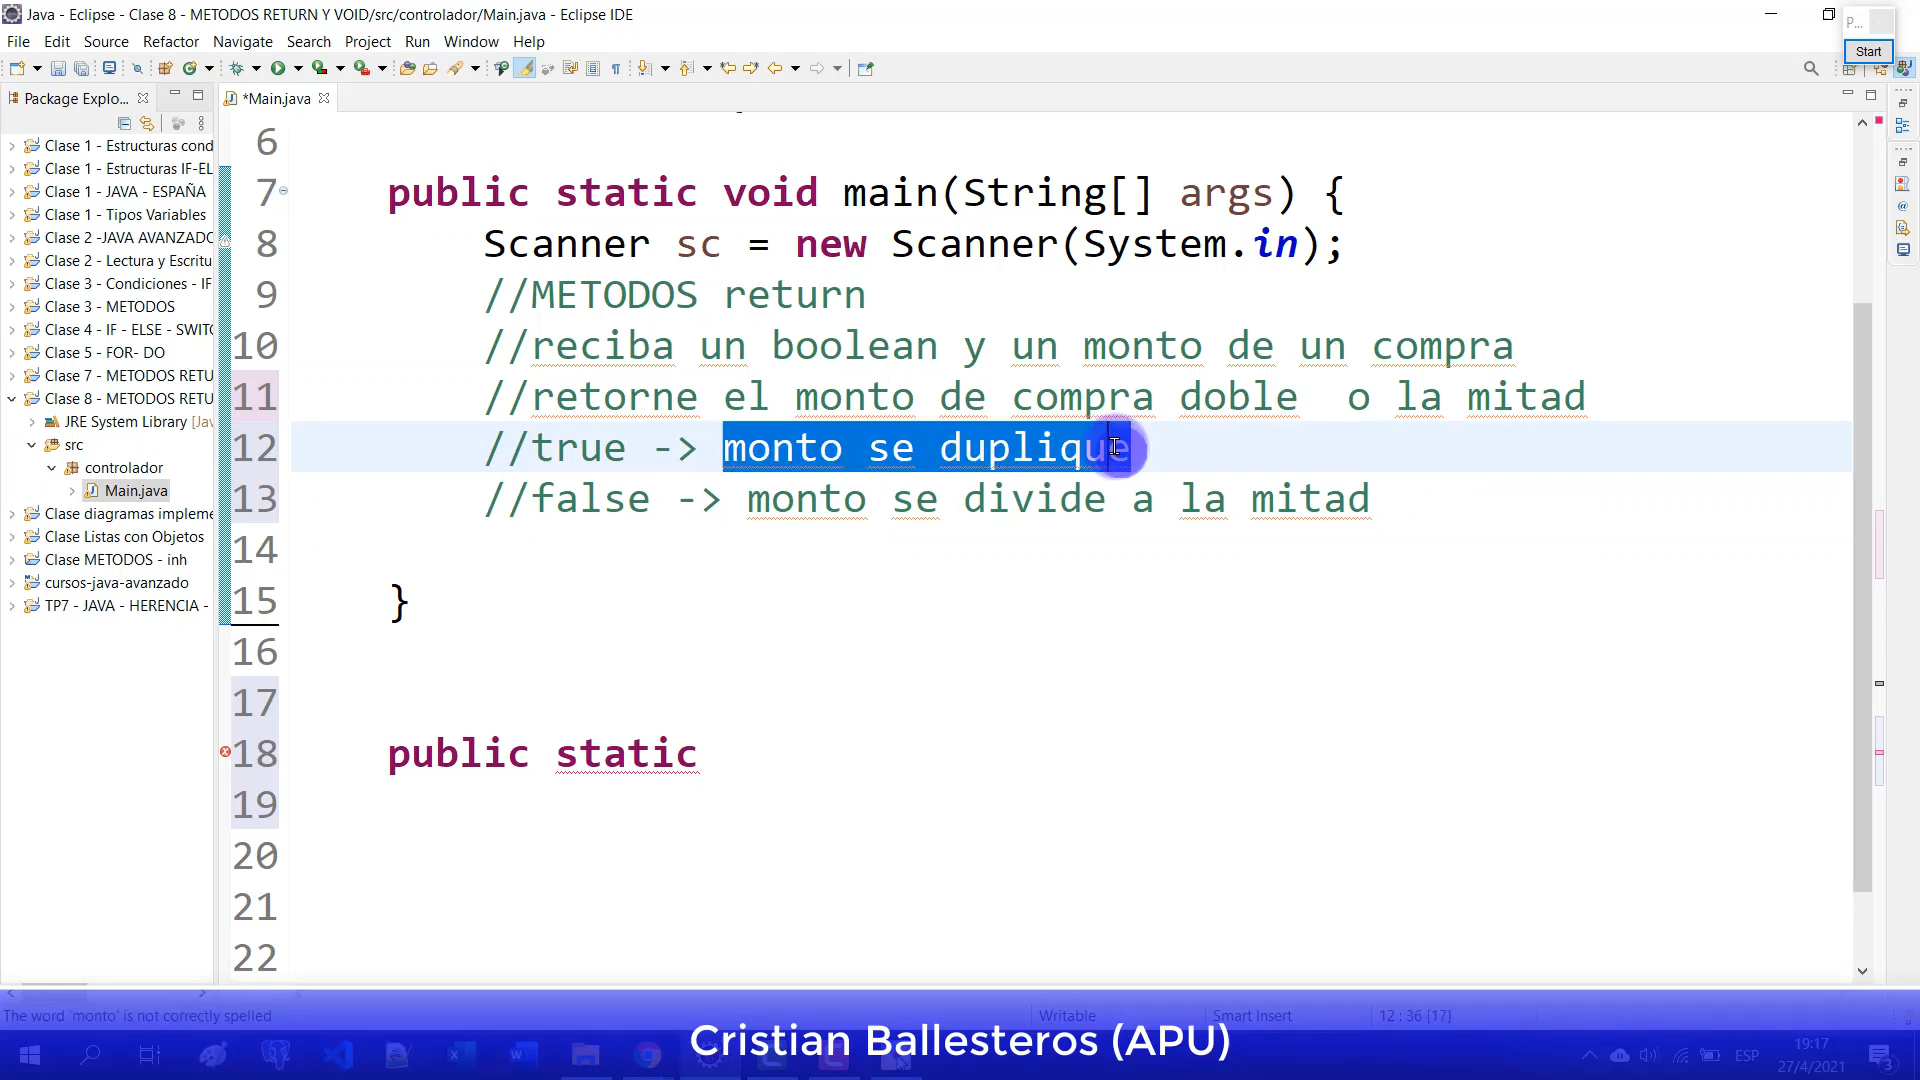 Java - Eclipse - Clase 8 - METODOS RETURN Y VOID/src/controlador/Main.java - Eclipse IDE
P...
File Edit Source Refactor Navigate Search Project Run Window Help
Start
Package Explo...
*Main.java
Clase 1 - Estructuras cond
Clase 1 - Estructuras IF-EL
Clase 1 - JAVA - ESPAÑA
Clase 1 - Tipos Variables
Clase 2 -JAVA AVANZADO
Clase 2 - Lectura y Escritu
Clase 3 - Condiciones - IF
Clase 3 - METODOS
Clase 4 - IF - ELSE - SWITC
Clase 5 - FOR- DO
Clase 7 - METODOS RETU
Clase 8 - METODOS RETU
JRE System Library [Jav
src
controlador
Main.java
Clase diagramas impleme
Clase Listas con Objetos
Clase METODOS - inh
cursos-java-avanzado
TP7 - JAVA - HERENCIA -
6
7 public static void main(String[] args) {
8 Scanner sc = new Scanner(System.in);
9 //METODOS return
10 //reciba un boolean y un monto de un compra
11 //retorne el monto de compra doble  o la mitad
12 //true -> monto se duplique
13 //false -> monto se divide a la mitad
14
15 }
16
17
18 public static
19
20
21
22
The word 'monto' is not correctly spelled
Writable
Smart Insert
12 : 36 [17]
Cristian Ballesteros (APU)
ESP
19:17
27/4/2021
3